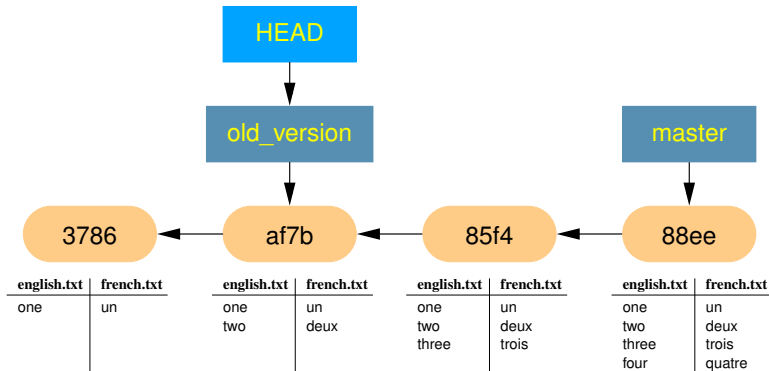 HEAD
old_version
master
3786
af7b
85f4
88ee
english.txt french.txt
one un
english.txt french.txt
one un
two deux
english.txt french.txt
one un
two deux
three trois
english.txt french.txt
one un
two deux
three trois
four quatre